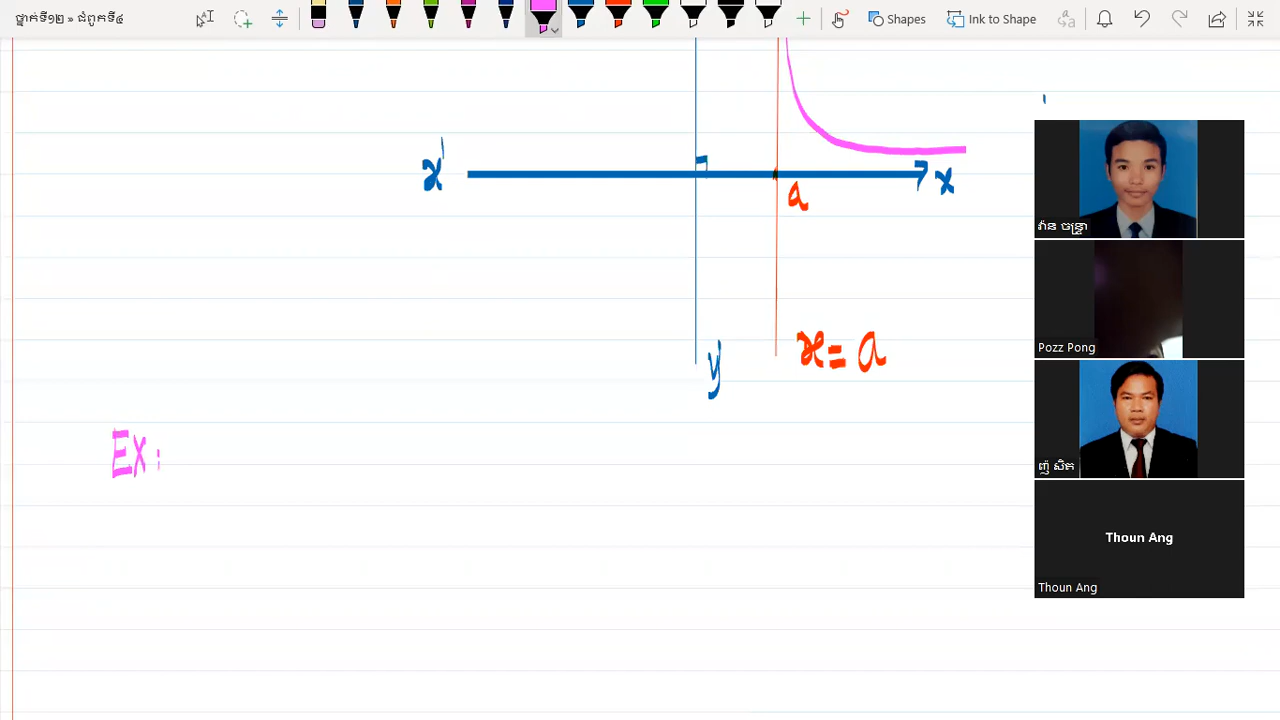 ថ្នាក់ទី១២ » ជំពូកទី៤
Shapes
Ink to Shape
x'
x
a
x = a
y
Ex:
វ៉ាន ចន្ទ្រា
Pozz Pong
ញ៉ សិត
Thoun Ang
Thoun Ang